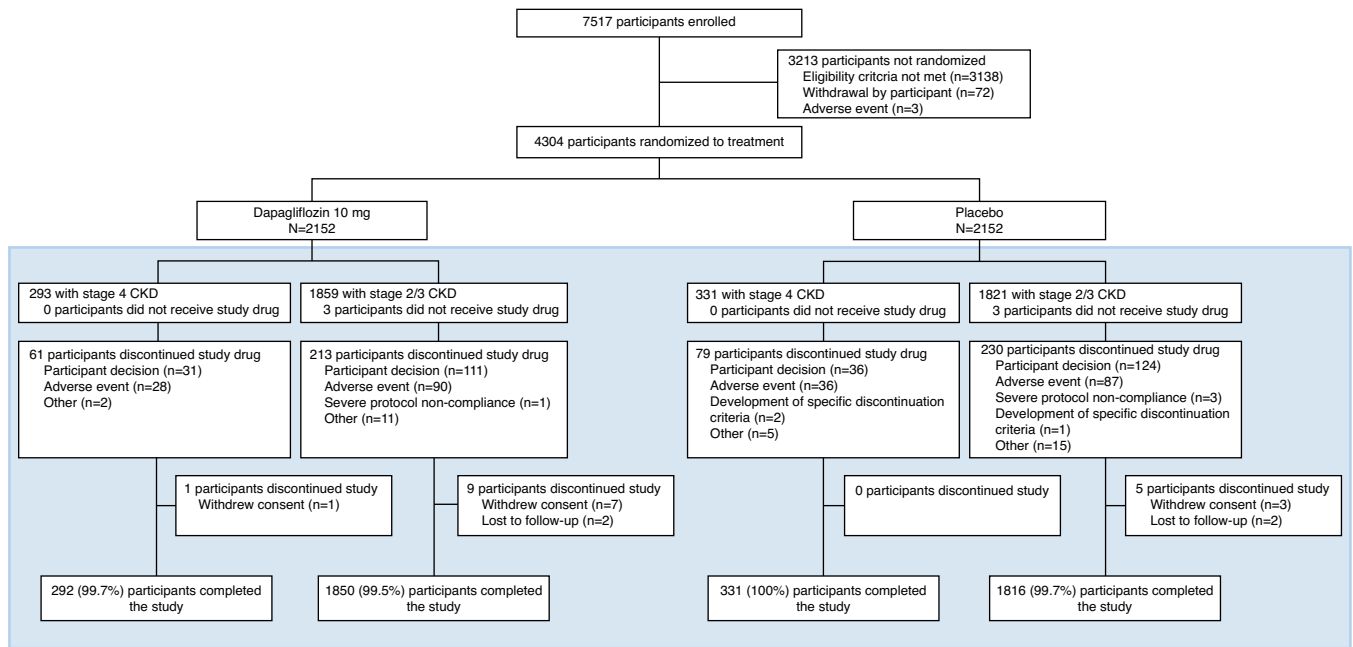 7517 participants enrolled
3213 participants not randomized
Eligibility critcria not met (n=3138)
Withdrawal by participant (n=72)
Adverse event (n=3)
4304 participants randomized to treatment
Dapagliflozin 10 mg
N=2152
Placebo
N=2152
293 with stage 4 CKD
0 participants did not receive study drug
1859 with stage 2/3 CKD
3 participants did not receive study drug
331 with stage 4 CKD
0 participants did not receive study drug
1821 with stage 2/3 CKD
3 participants did not receive study drug
61 participants discontinued study drug
Participant decision (n=31)
Adverse event (n=28)
Other (n=2)
213 participants discontinued study drug
Participant decision (n=111)
Adverse event (n=90)
Severe protocol non-compliance (n=1)
Other (n=11)
79 participants discontinued study drug
Participant decision (n=36)
Adverse event (n=36)
Development of specific discontinuation
criteria (n=2)
Other (n=5)
230 participants discontinued study drug
Participant decision (n=124)
Adverse event (n=87)
Severe protocol non-compliance (n=3)
Development of specific discontinuation
criteria (n=1)
Other (n=15)
1 participants discontinued study
Withdrew consent (n=1)
9 participants discontinued study
Withdrew consent (n=7)
Lost to follow-up (n=2)
0 participants discontinued study
5 participants discontinued study
Withdrew consent (n=3)
Lost to follow-up (n=2)
292 (99.7%) participants completed
the study
1850 (99.5%) participants completed
the study
331 (100%) participants completed
the study
1816 (99.7%) participants completed
the study